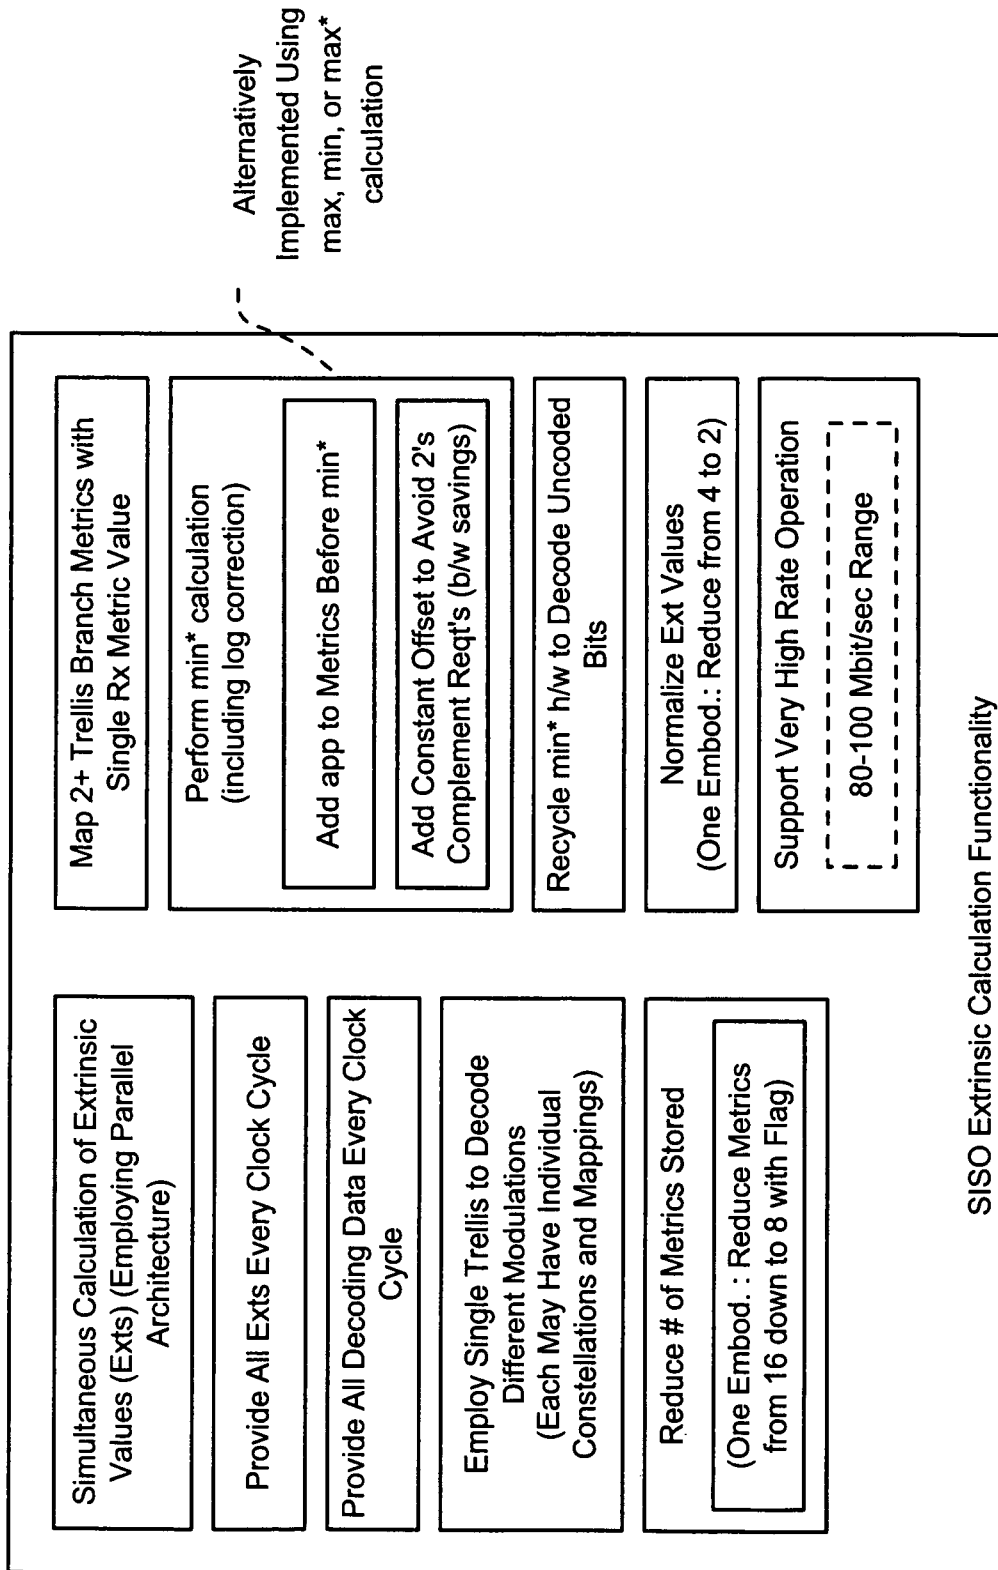 Simultaneous Calculation of Extrinsic
Values (Exts) (Employing Parallel
Architecture)
Provide All Exts Every Clock Cycle
Provide All Decoding Data Every Clock
Cycle
Employ Single Trellis to Decode
Different Modulations
(Each May Have Individual
Constellations and Mappings)
Reduce # of Metrics Stored
(One Embod. : Reduce Metrics
from 16 down to 8 with Flag)
Map 2+ Trellis Branch Metrics with
Single Rx Metric Value
Perform min* calculation
(including log correction)
Add app to Metrics Before min*
Add Constant Offset to Avoid 2's
Complement Reqt's (b/w savings)
Recycle min* h/w to Decode Uncoded
Bits
Normalize Ext Values
(One Embod.: Reduce from 4 to 2)
Support Very High Rate Operation
80-100 Mbit/sec Range
Alternatively
Implemented Using
max, min, or max*
calculation
SISO Extrinsic Calculation Functionality